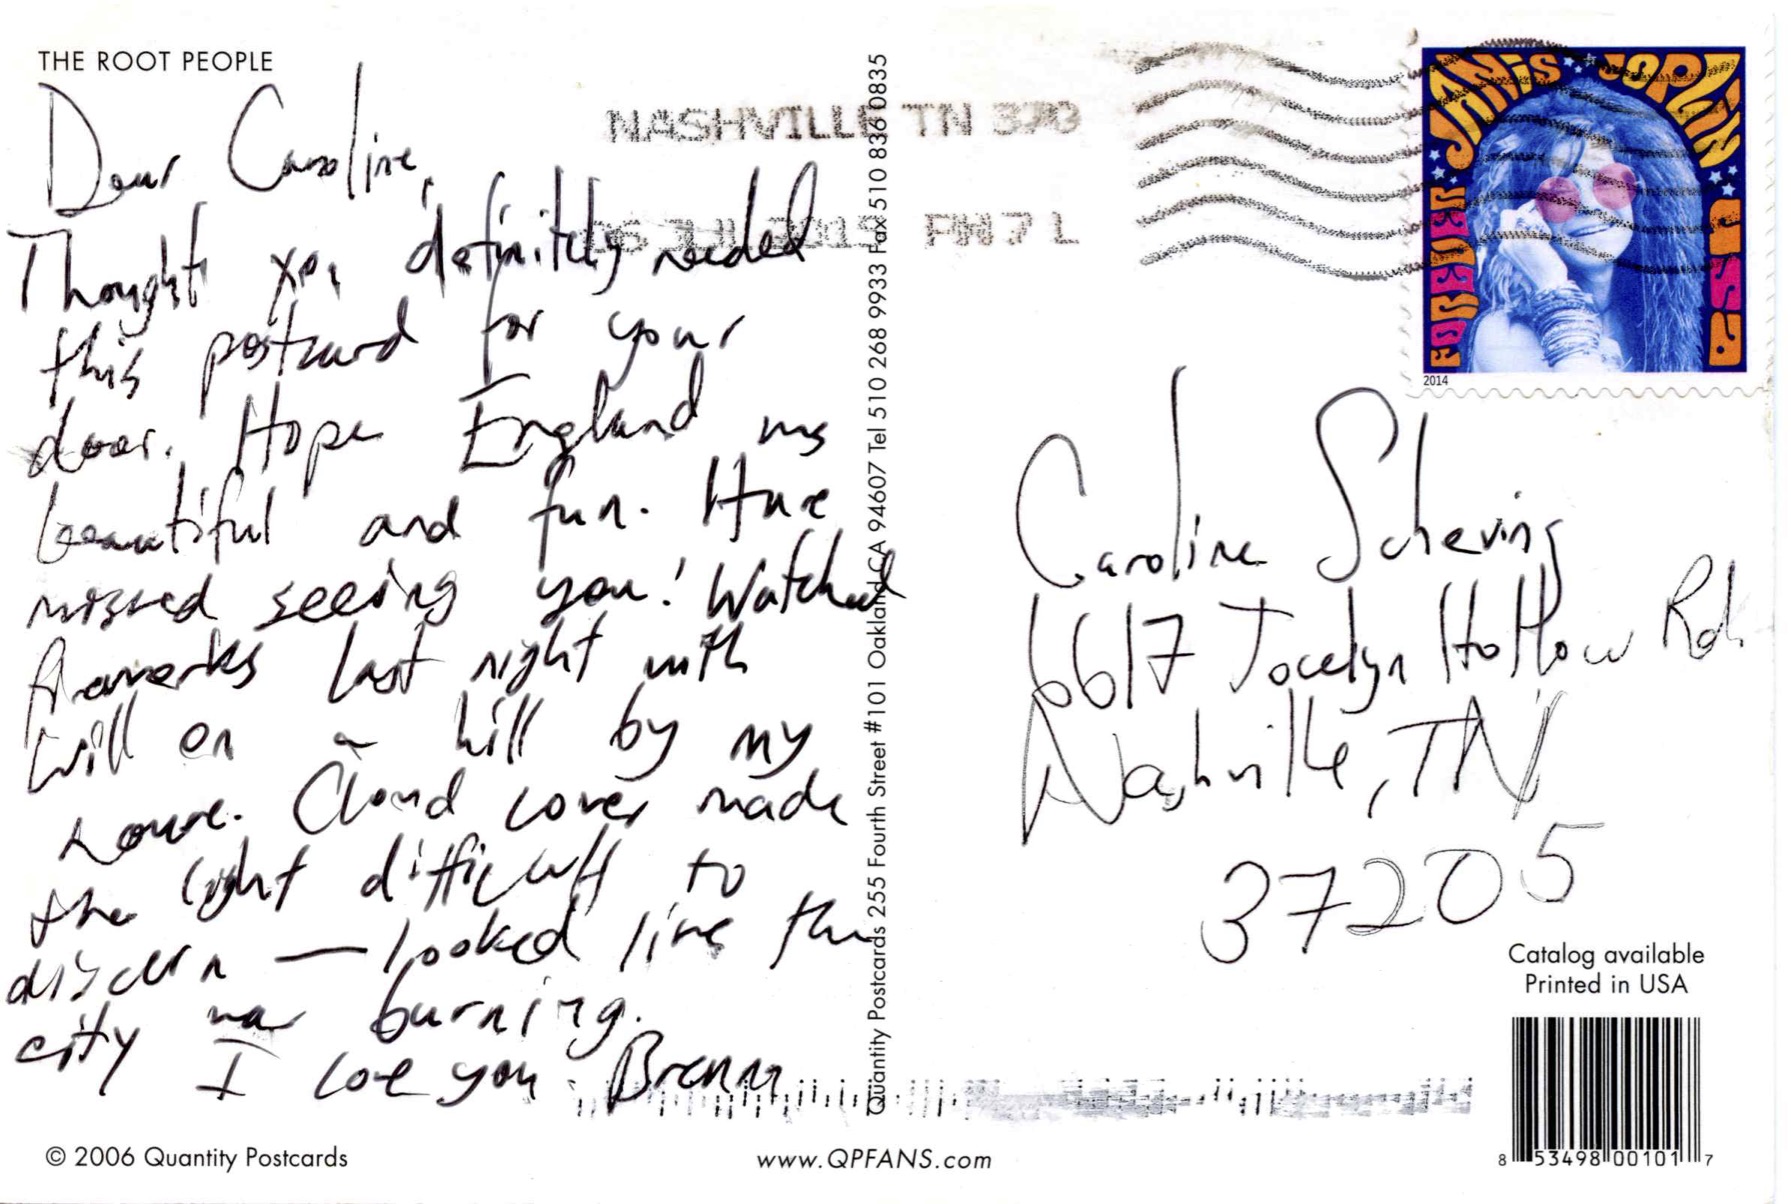 THE ROOT PEOPLE
Dear Caroline,
Thought you definitely needed
this postcard for your
door. Hope England was
beautiful and fun. Have
missed seeing you! Watched
fireworks last night with
Will on a hill by my
house. Cloud cover made
the light difficult to
discern — looked like the
city was burning.
I love you Brenna
© 2006 Quantity Postcards
NASHVILLE TN 370
2015 PM 7 L
Quantity Postcards 255 Fourth Street #101 Oakland CA 94607 Tel 510 268 9933 Fax 510 836 0835
www.QPFANS.com
JANIS JOPLIN
FOREVER USA
2014
Caroline Scheving
6617 Jocelyn Hollow Rd.
Nashville, TN
37205
Catalog available
Printed in USA
8 53498 00101 7